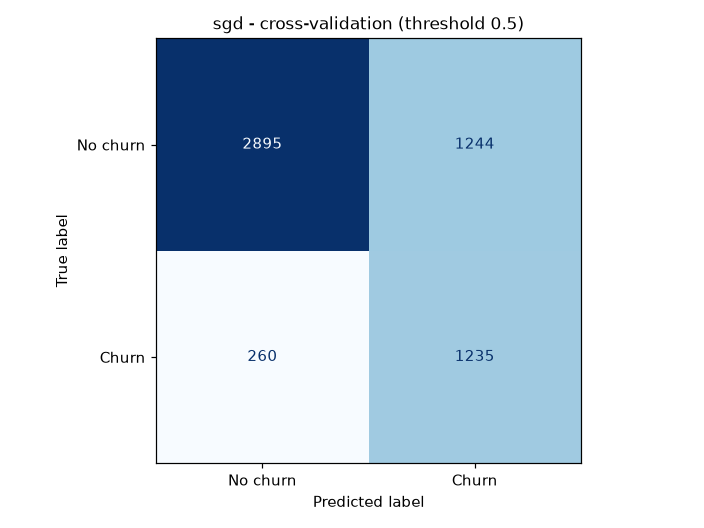 sgd - cross-validation (threshold 0.5)
True label
No churn
2895
1244
Churn
260
1235
No churn
Churn
Predicted label